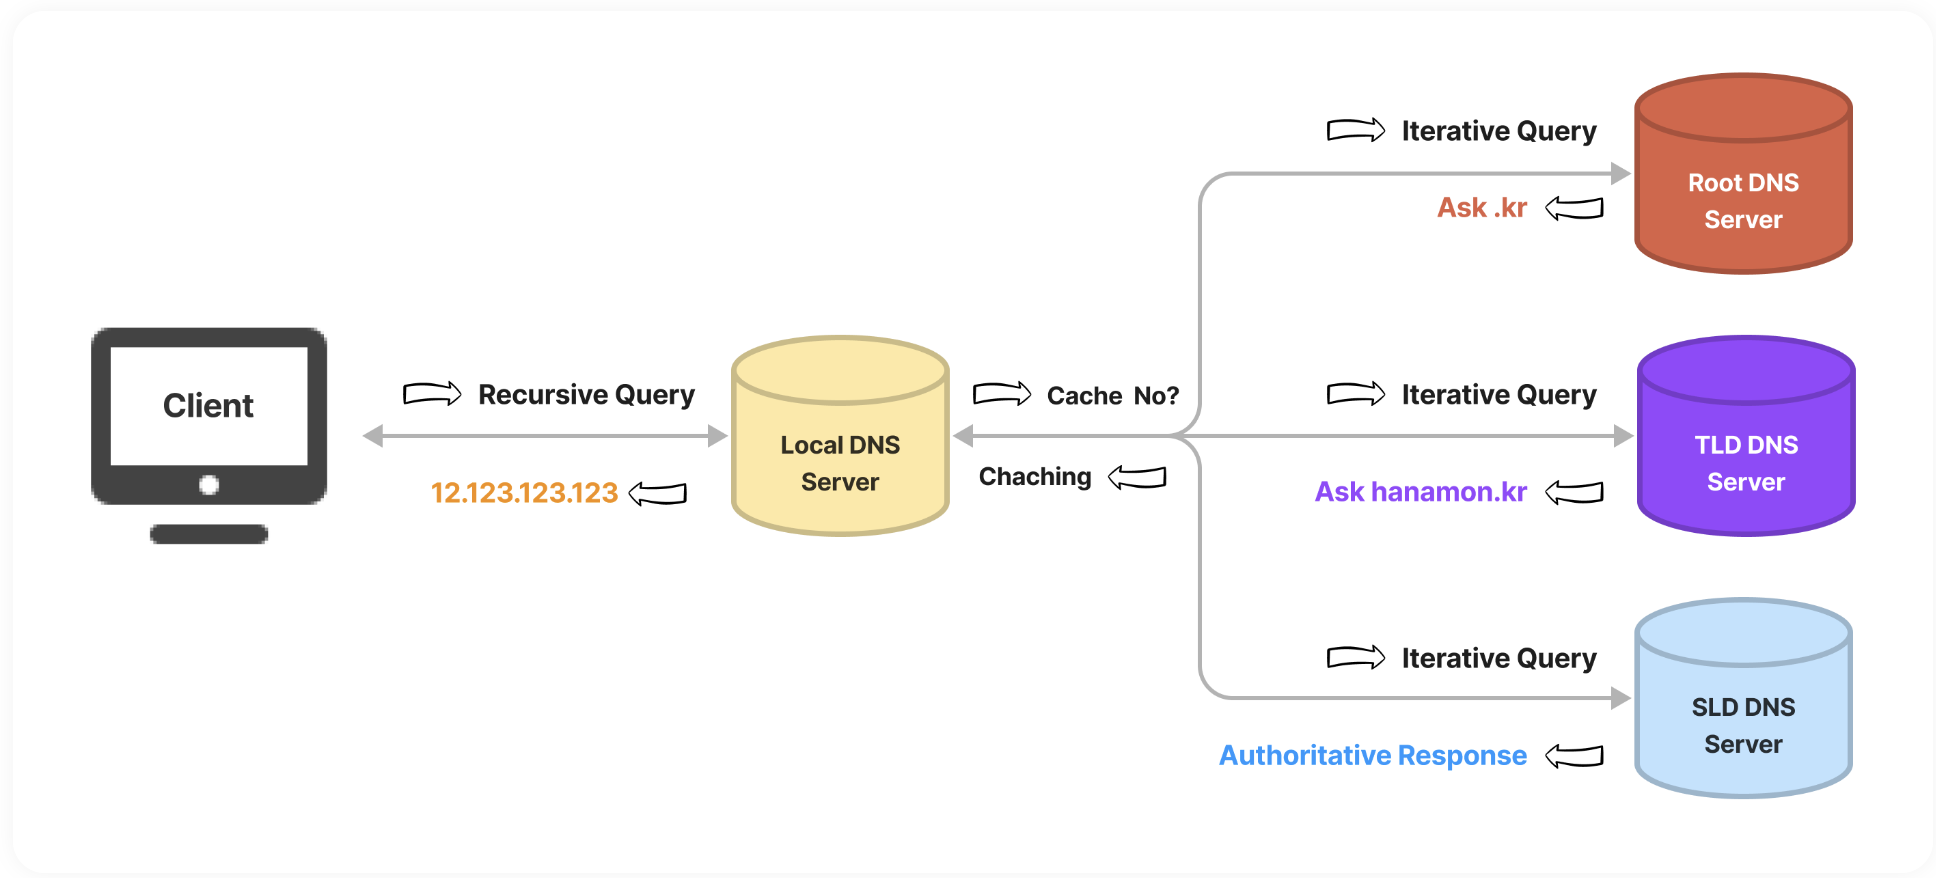 Client
Recursive Query
12.123.123.123
Local DNS
Server
Cache No?
Chaching
Iterative Query
Ask .kr
Root DNS
Server
Iterative Query
Ask hanamon.kr
TLD DNS
Server
Iterative Query
Authoritative Response
SLD DNS
Server